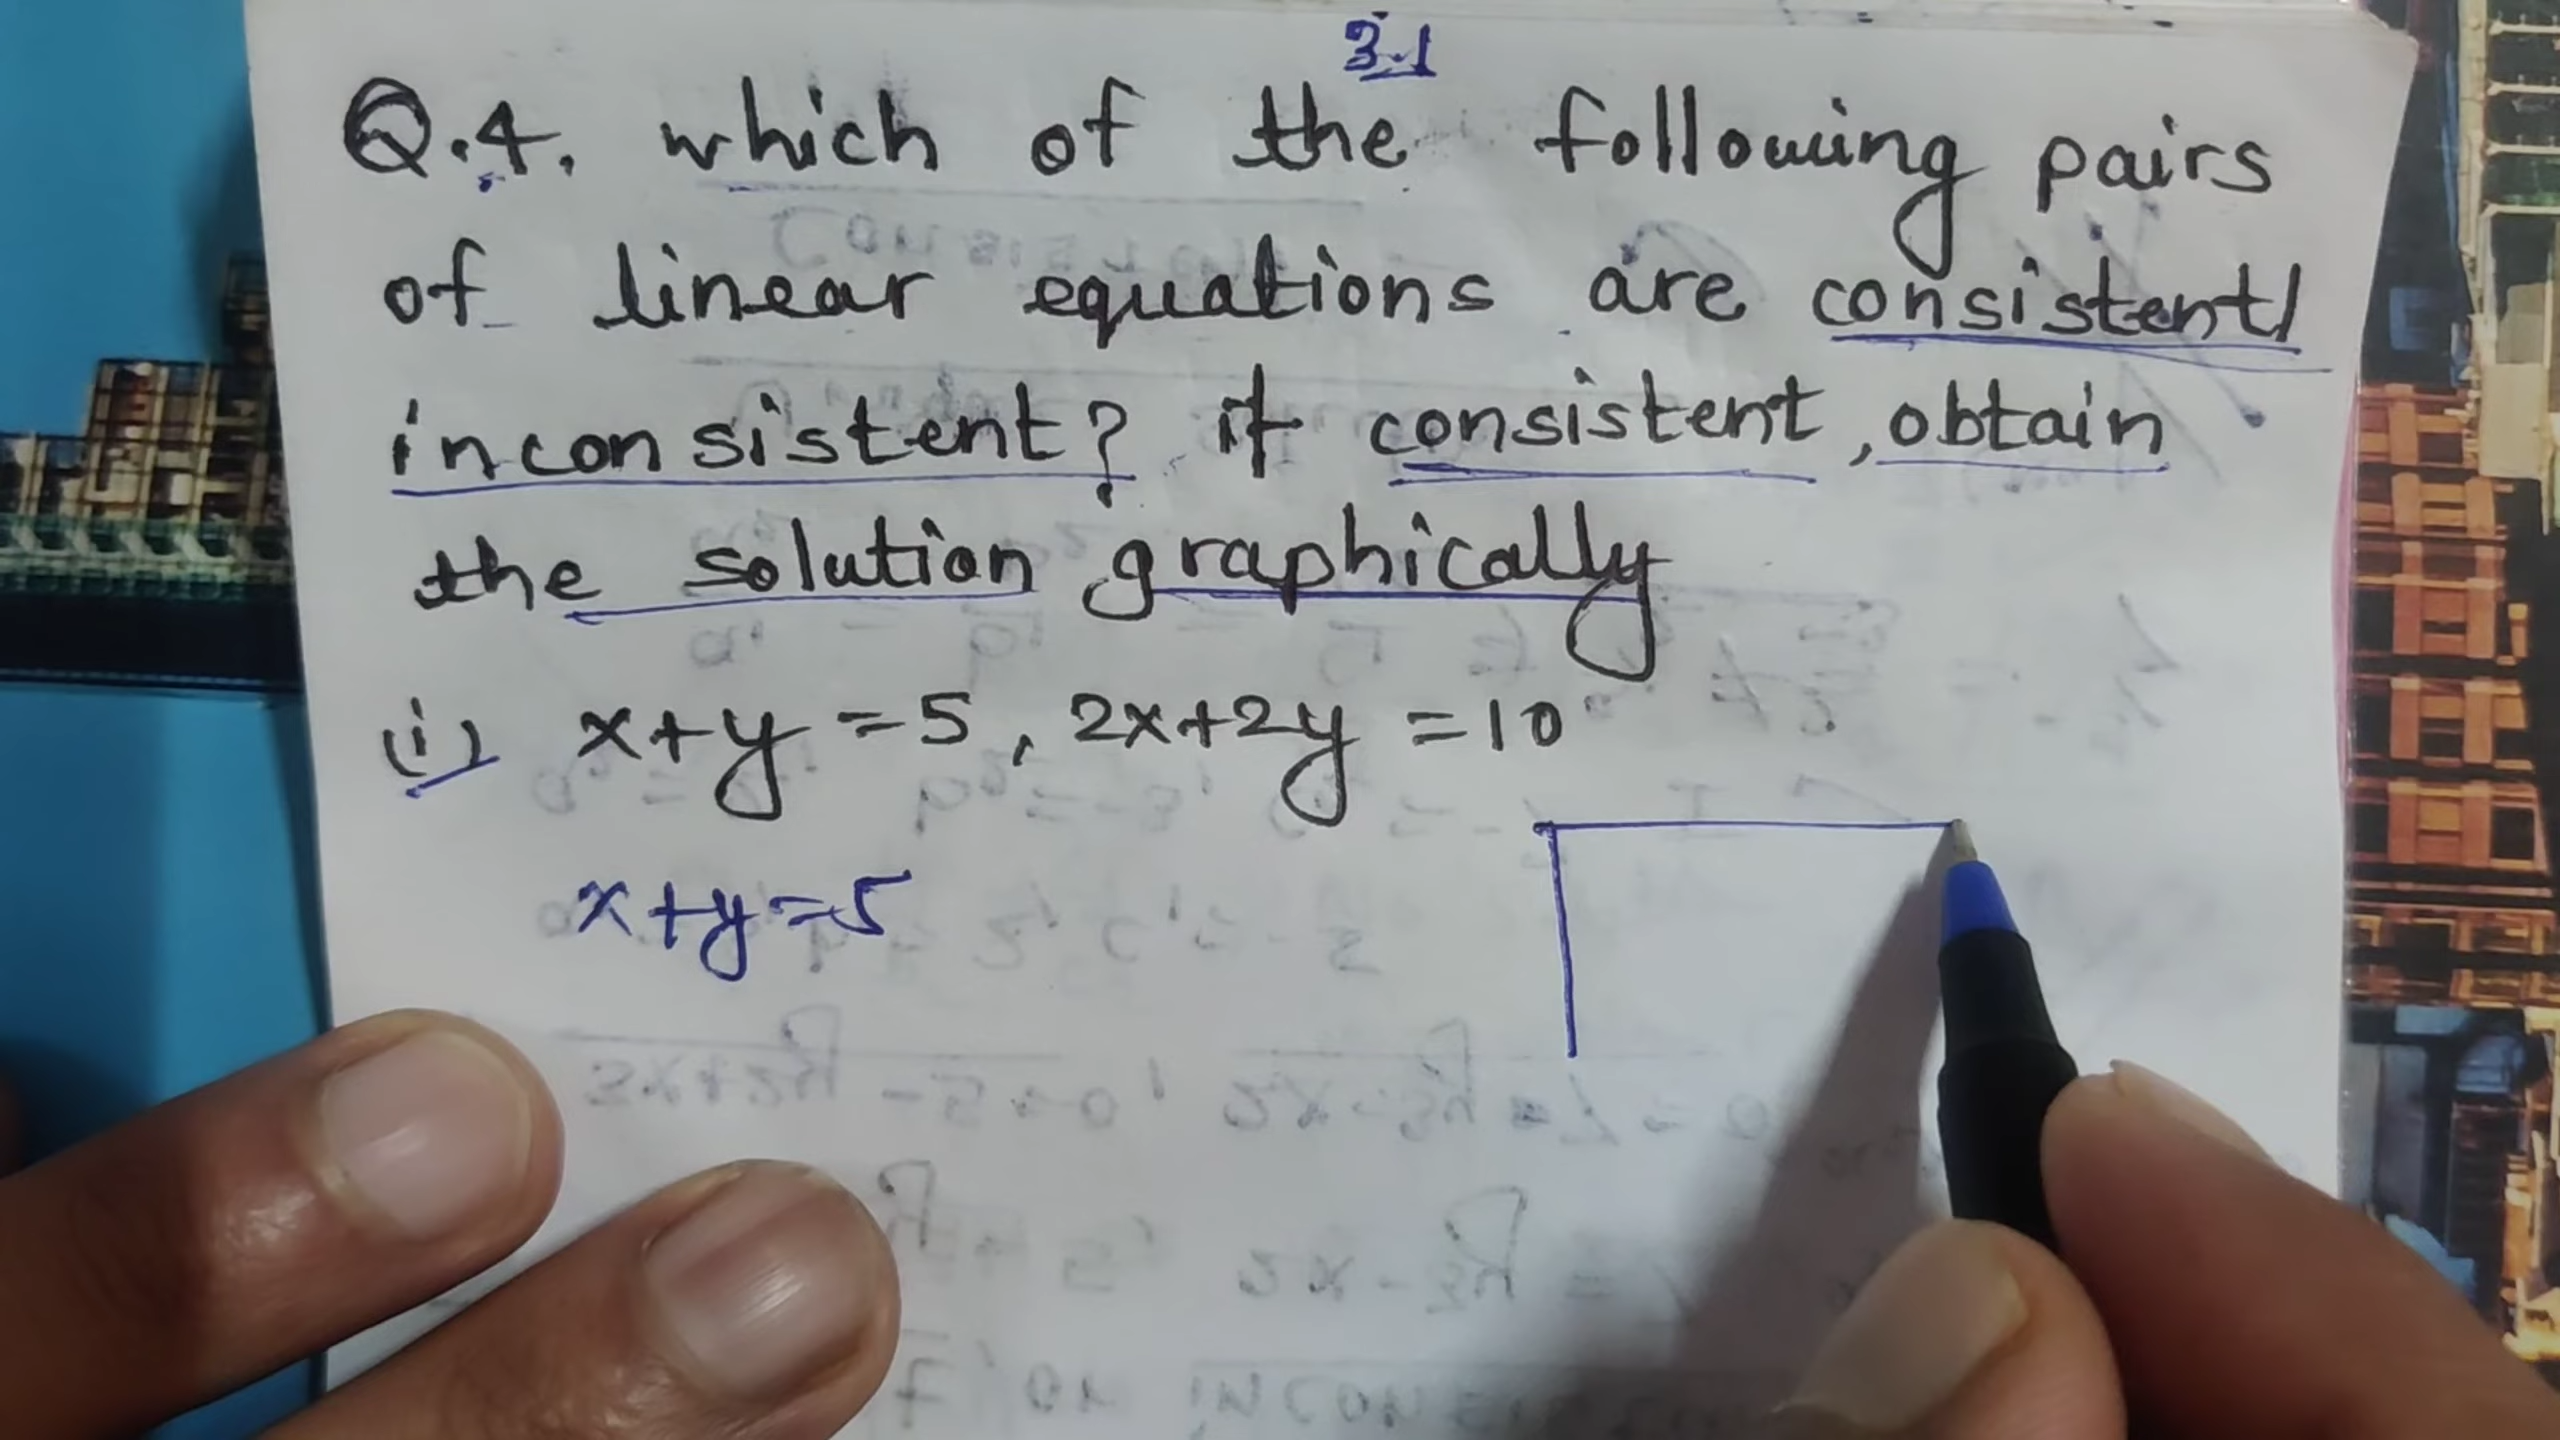 3.1
Q.4. which of the following pairs
of linear equations are consistent/
inconsistent? if consistent, obtain
the solution graphically
(i) x+y=5, 2x+2y=10
x+y=5